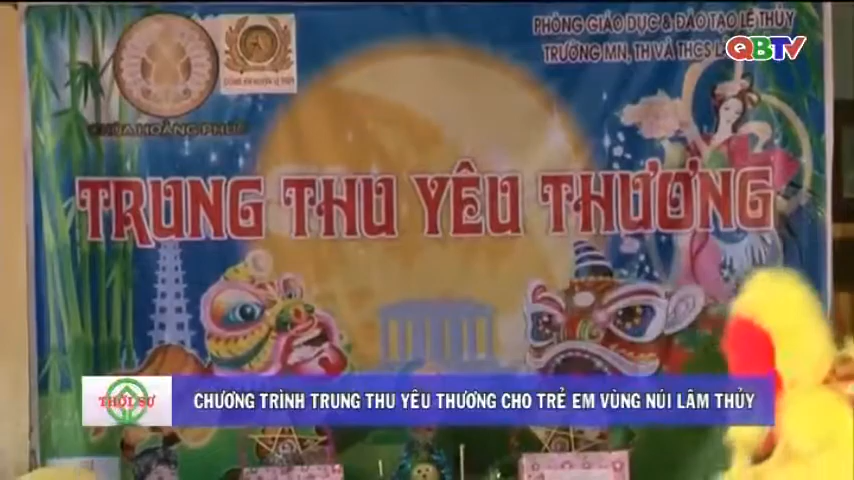 PHÒNG GIÁO DỤC & ĐÀO TẠO LỆ THỦY
TRƯỜNG MN, TH VÀ THCS
QBTV
CHÙA HOẰNG PHÚC
TRUNG THU YÊU THƯƠNG
THỜI SỰ
CHƯƠNG TRÌNH TRUNG THU YÊU THƯƠNG CHO TRẺ EM VÙNG NÚI LÂM THỦY